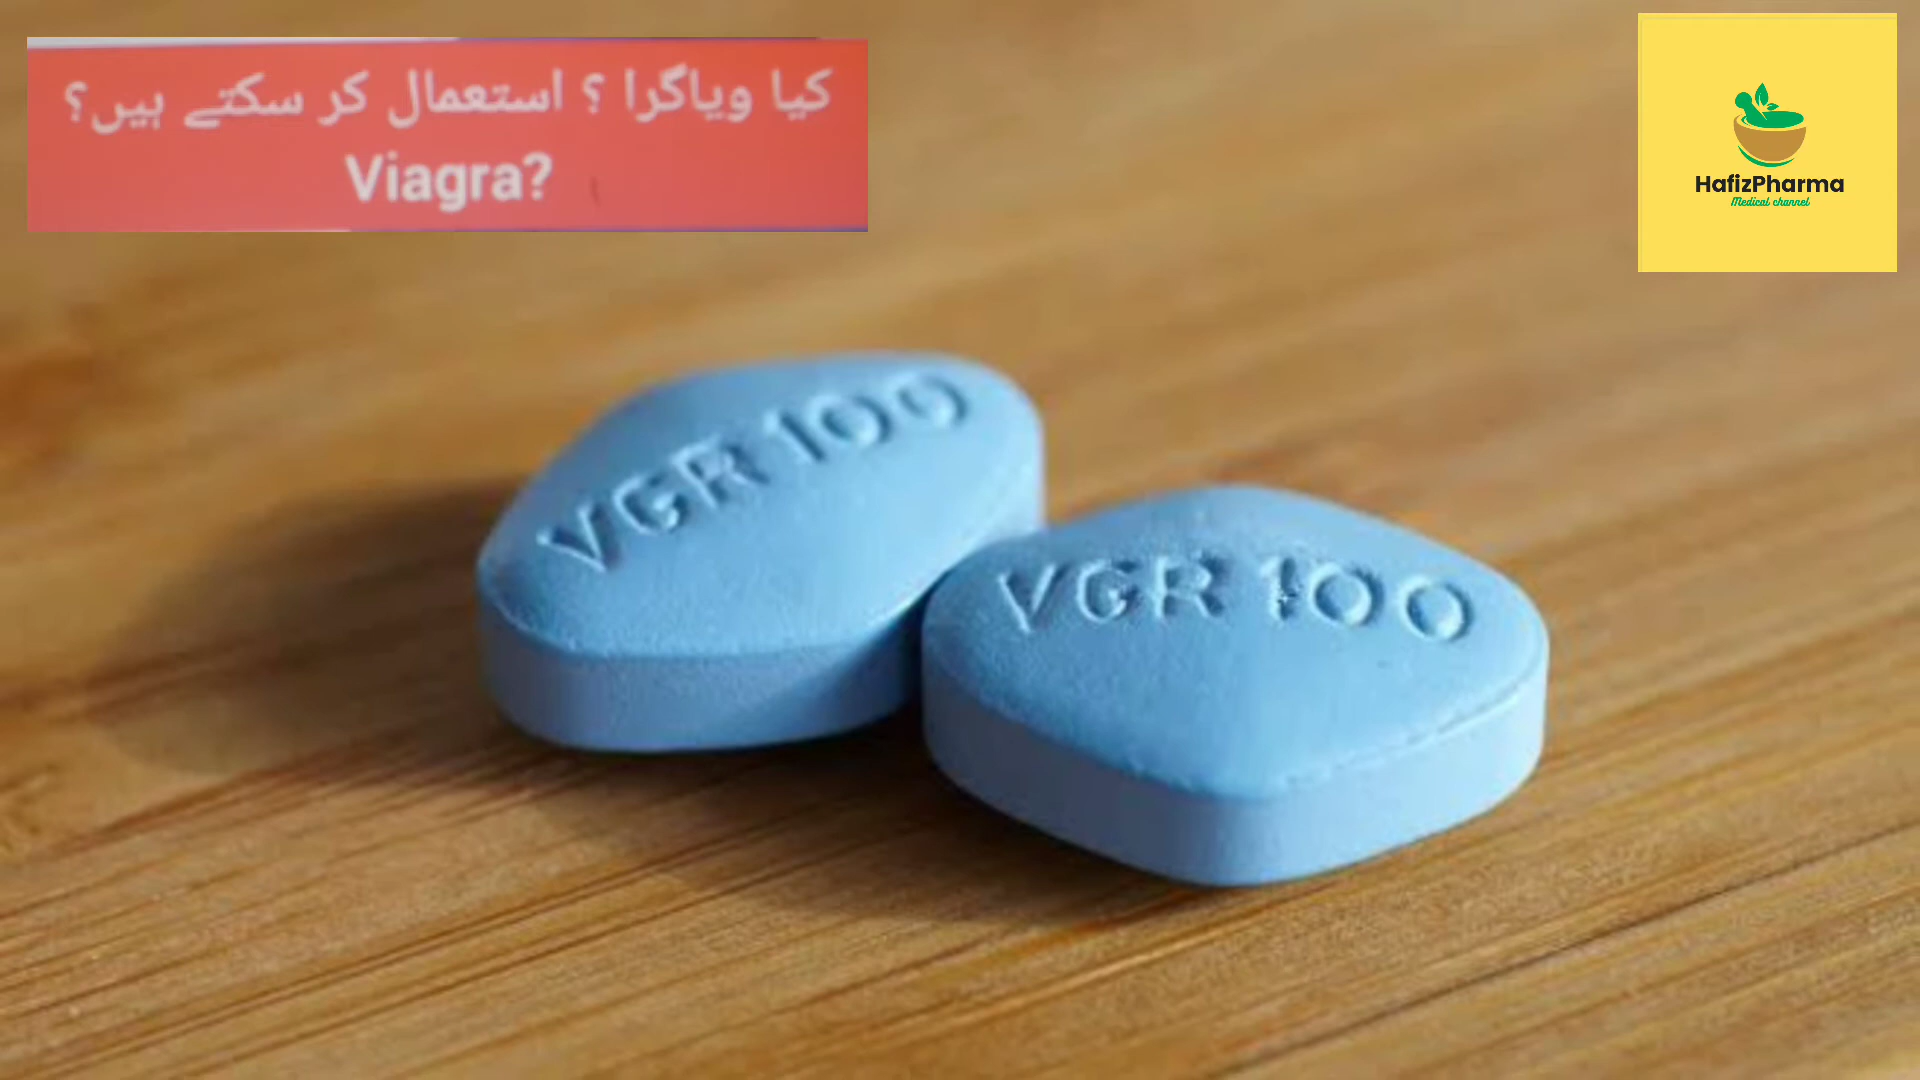 کیا ویاگرا ؟ استعمال کر سکتے ہیں؟
Viagra?
HafizPharma
Medical channel
VGR 100
VGR 100